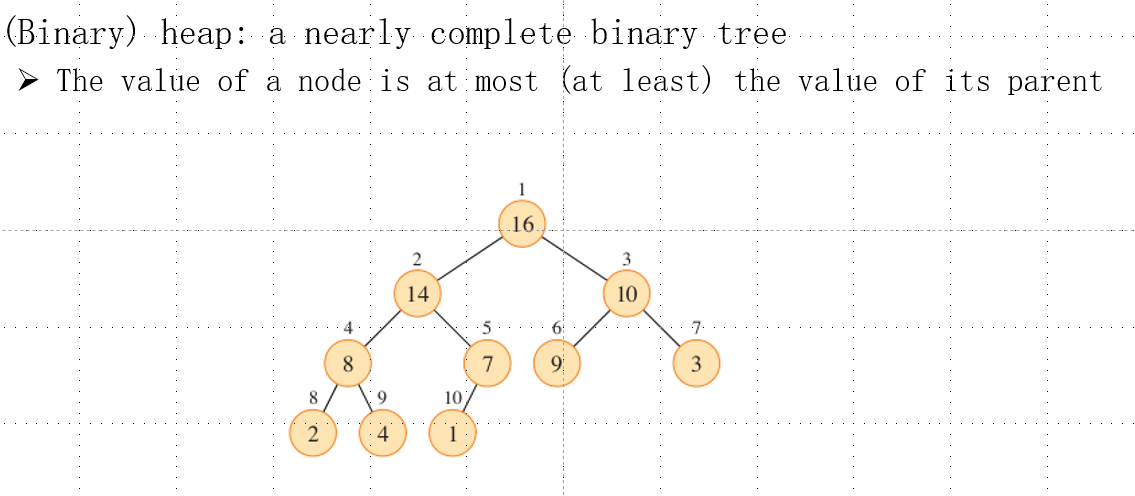 (Binary) heap: a nearly complete binary tree
➢ The value of a node is at most (at least) the value of its parent
1
16
2 3
14 10
4 5 6 7
8 7 9 3
8 9 10
2 4 1